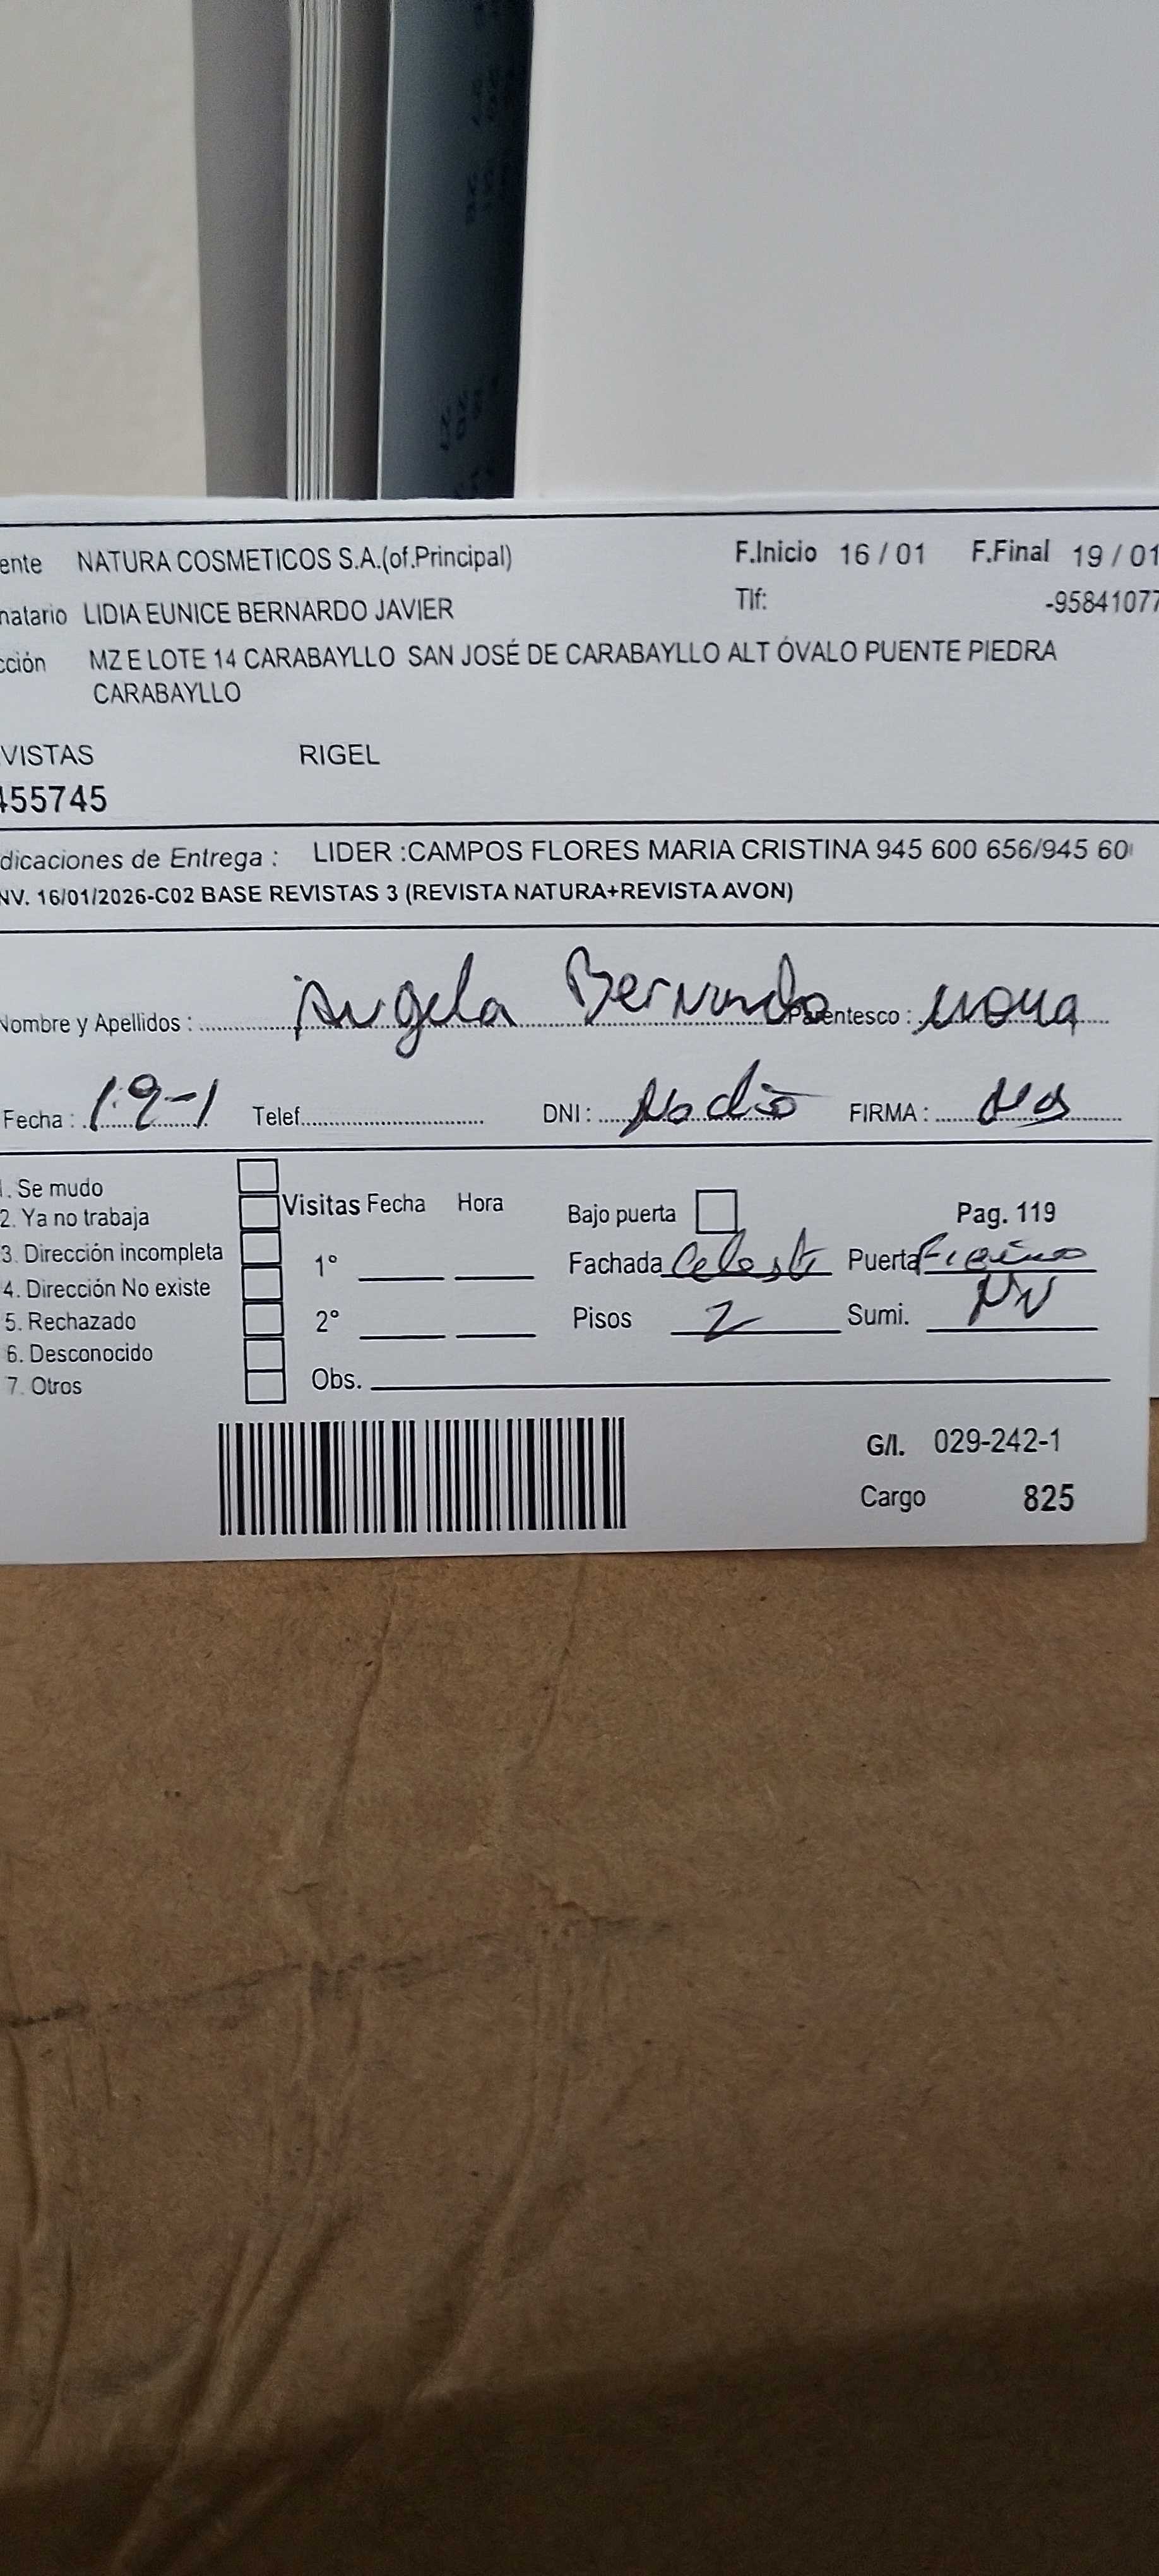 ente NATURA COSMETICOS S.A.(of.Principal) F.Inicio 16 / 01 F.Final 19 / 01
natario LIDIA EUNICE BERNARDO JAVIER Tlf: -95841077
cción MZ E LOTE 14 CARABAYLLO SAN JOSÉ DE CARABAYLLO ALT ÓVALO PUENTE PIEDRA
CARABAYLLO
VISTAS RIGEL
455745
dicaciones de Entrega : LIDER :CAMPOS FLORES MARIA CRISTINA 945 600 656/945 60
NV. 16/01/2026-C02 BASE REVISTAS 3 (REVISTA NATURA+REVISTA AVON)
Nombre y Apellidos : Angela Bernardo Parentesco :
Fecha : 19-1 Telef. DNI : No dio FIRMA :
1. Se mudo
2. Ya no trabaja Visitas Fecha Hora Bajo puerta Pag. 119
3. Dirección incompleta 1° Fachada Celeste Puerta
4. Dirección No existe
5. Rechazado 2° Pisos 2 Sumi.
6. Desconocido
7. Otros Obs.
G/l. 029-242-1
Cargo 825